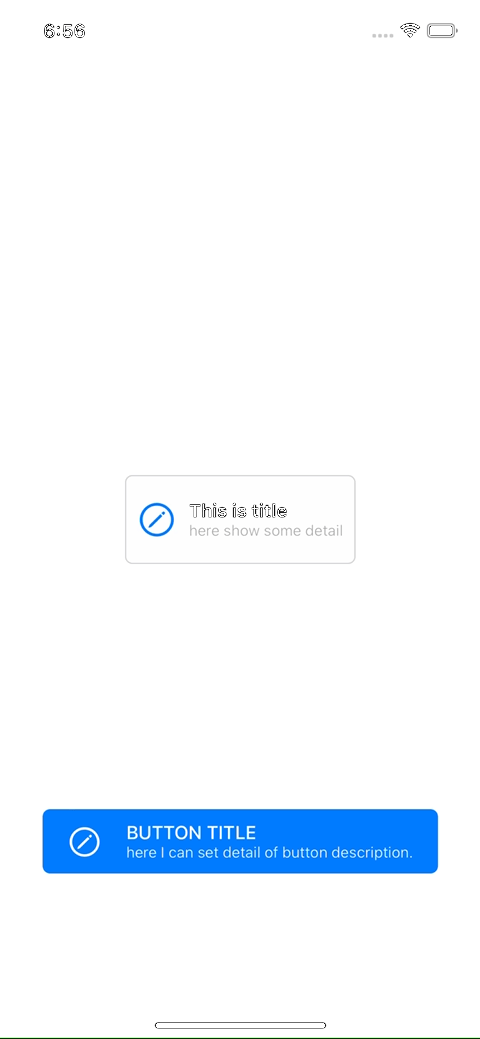 6:56
This is title
here show some detail
BUTTON TITLE
here I can set detail of button description.